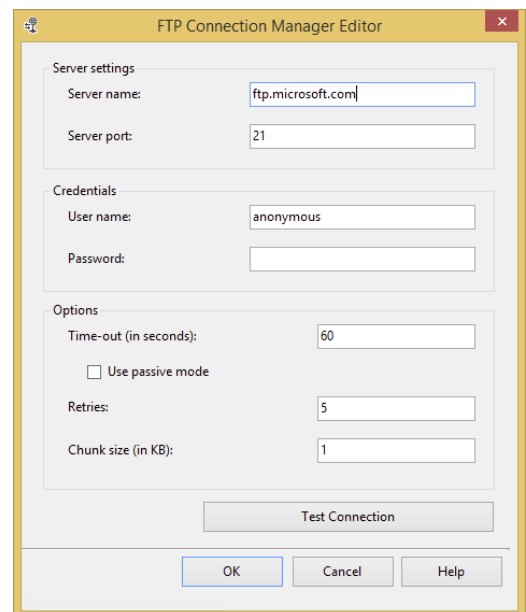 FTP Connection Manager Editor
Server settings
Server name: ftp.microsoft.com
Server port: 21
Credentials
User name: anonymous
Password:
Options
Time-out (in seconds): 60
Use passive mode
Retries: 5
Chunk size (in KB): 1
Test Connection
OK Cancel Help